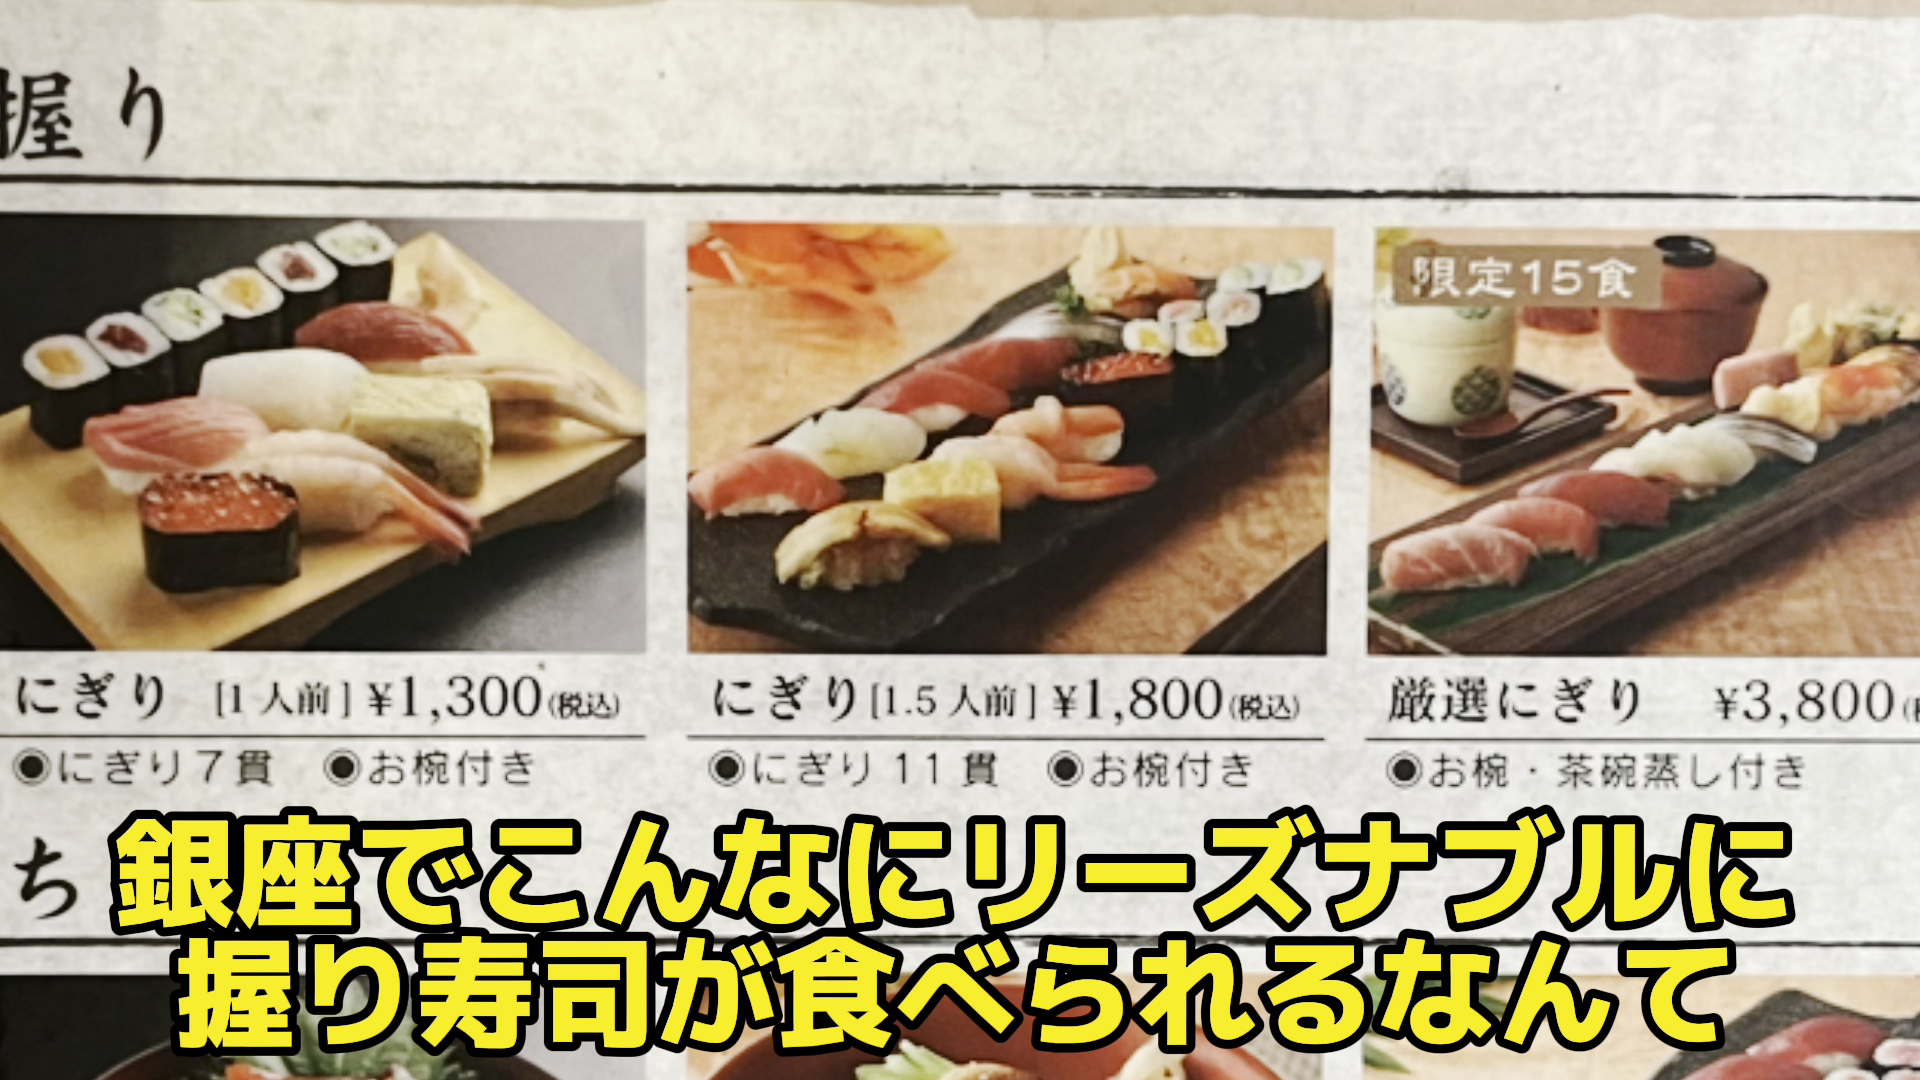 握り
限定15食
にぎり [1人前] ¥1,300(税込)
◉にぎり7貫 ◉お椀付き
にぎり[1.5人前] ¥1,800(税込)
◉にぎり11貫 ◉お椀付き
厳選にぎり ¥3,800
◉お椀・茶碗蒸し付き
ち
銀座でこんなにリーズナブルに
握り寿司が食べられるなんて